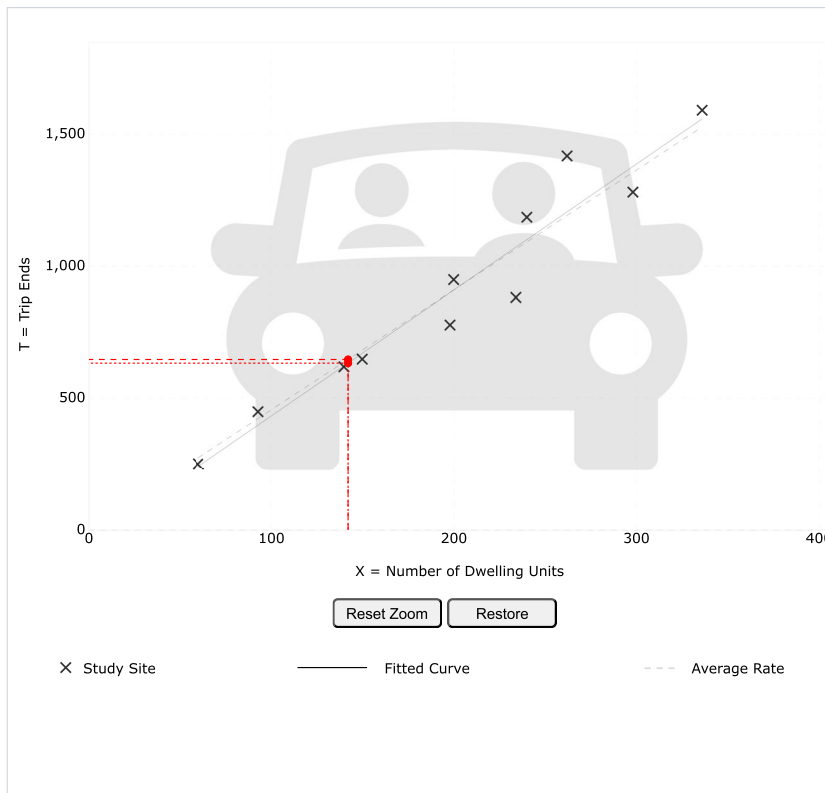 1,500
1,000
500
0
T = Trip Ends
0 100 200 300 400
X = Number of Dwelling Units
Reset Zoom Restore
Study Site Fitted Curve Average Rate